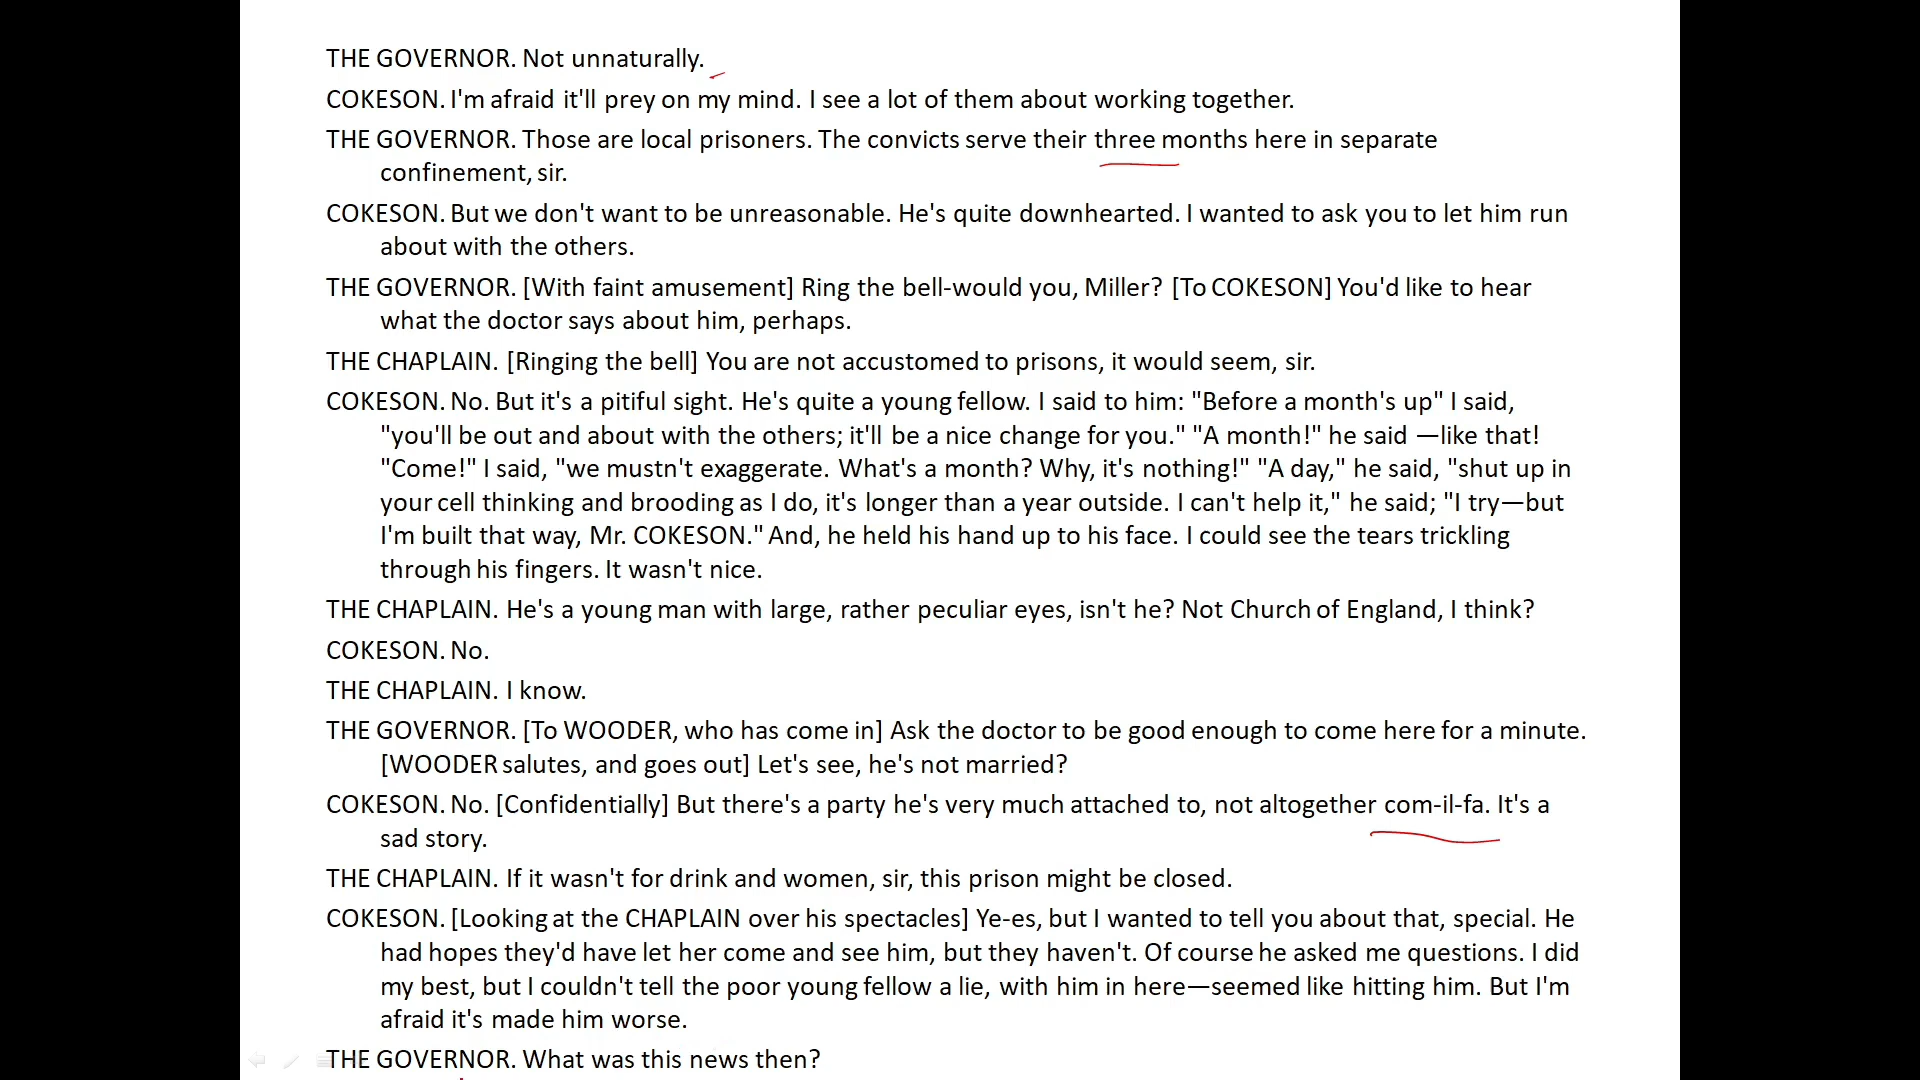 THE GOVERNOR. Not unnaturally.
COKESON. I'm afraid it'll prey on my mind. I see a lot of them about working together.
THE GOVERNOR. Those are local prisoners. The convicts serve their three months here in separate
confinement, sir.
COKESON. But we don't want to be unreasonable. He's quite downhearted. I wanted to ask you to let him run
about with the others.
THE GOVERNOR. [With faint amusement] Ring the bell-would you, Miller? [To COKESON] You'd like to hear
what the doctor says about him, perhaps.
THE CHAPLAIN. [Ringing the bell] You are not accustomed to prisons, it would seem, sir.
COKESON. No. But it's a pitiful sight. He's quite a young fellow. I said to him: "Before a month's up" I said,
"you'll be out and about with the others; it'll be a nice change for you." "A month!" he said —like that!
"Come!" I said, "we mustn't exaggerate. What's a month? Why, it's nothing!" "A day," he said, "shut up in
your cell thinking and brooding as I do, it's longer than a year outside. I can't help it," he said; "I try—but
I'm built that way, Mr. COKESON." And, he held his hand up to his face. I could see the tears trickling
through his fingers. It wasn't nice.
THE CHAPLAIN. He's a young man with large, rather peculiar eyes, isn't he? Not Church of England, I think?
COKESON. No.
THE CHAPLAIN. I know.
THE GOVERNOR. [To WOODER, who has come in] Ask the doctor to be good enough to come here for a minute.
[WOODER salutes, and goes out] Let's see, he's not married?
COKESON. No. [Confidentially] But there's a party he's very much attached to, not altogether com-il-fa. It's a
sad story.
THE CHAPLAIN. If it wasn't for drink and women, sir, this prison might be closed.
COKESON. [Looking at the CHAPLAIN over his spectacles] Ye-es, but I wanted to tell you about that, special. He
had hopes they'd have let her come and see him, but they haven't. Of course he asked me questions. I did
my best, but I couldn't tell the poor young fellow a lie, with him in here—seemed like hitting him. But I'm
afraid it's made him worse.
THE GOVERNOR. What was this news then?